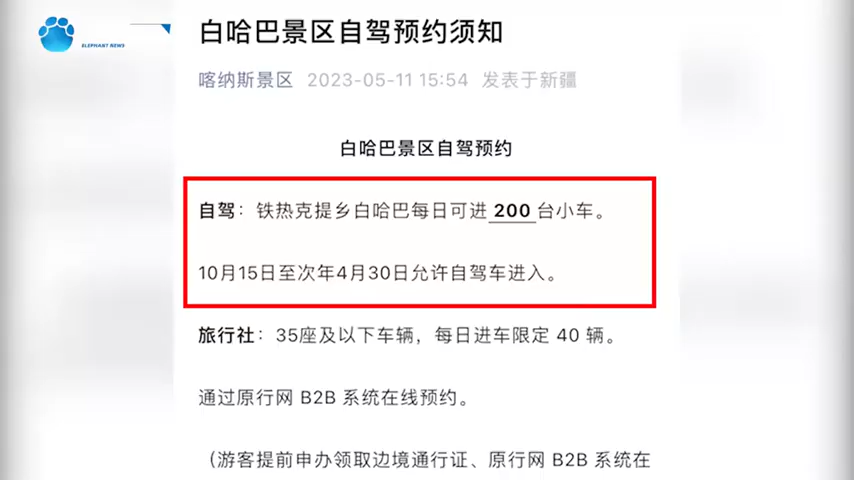 ELEPHANT NEWS
白哈巴景区自驾预约须知
喀纳斯景区 2023-05-11 15:54 发表于新疆
白哈巴景区自驾预约
自驾：铁热克提乡白哈巴每日可进 200 台小车。
10月15日至次年4月30日允许自驾车进入。
旅行社：35座及以下车辆，每日进车限定 40 辆。
通过原行网 B2B 系统在线预约。
（游客提前申办领取边境通行证、原行网 B2B 系统在